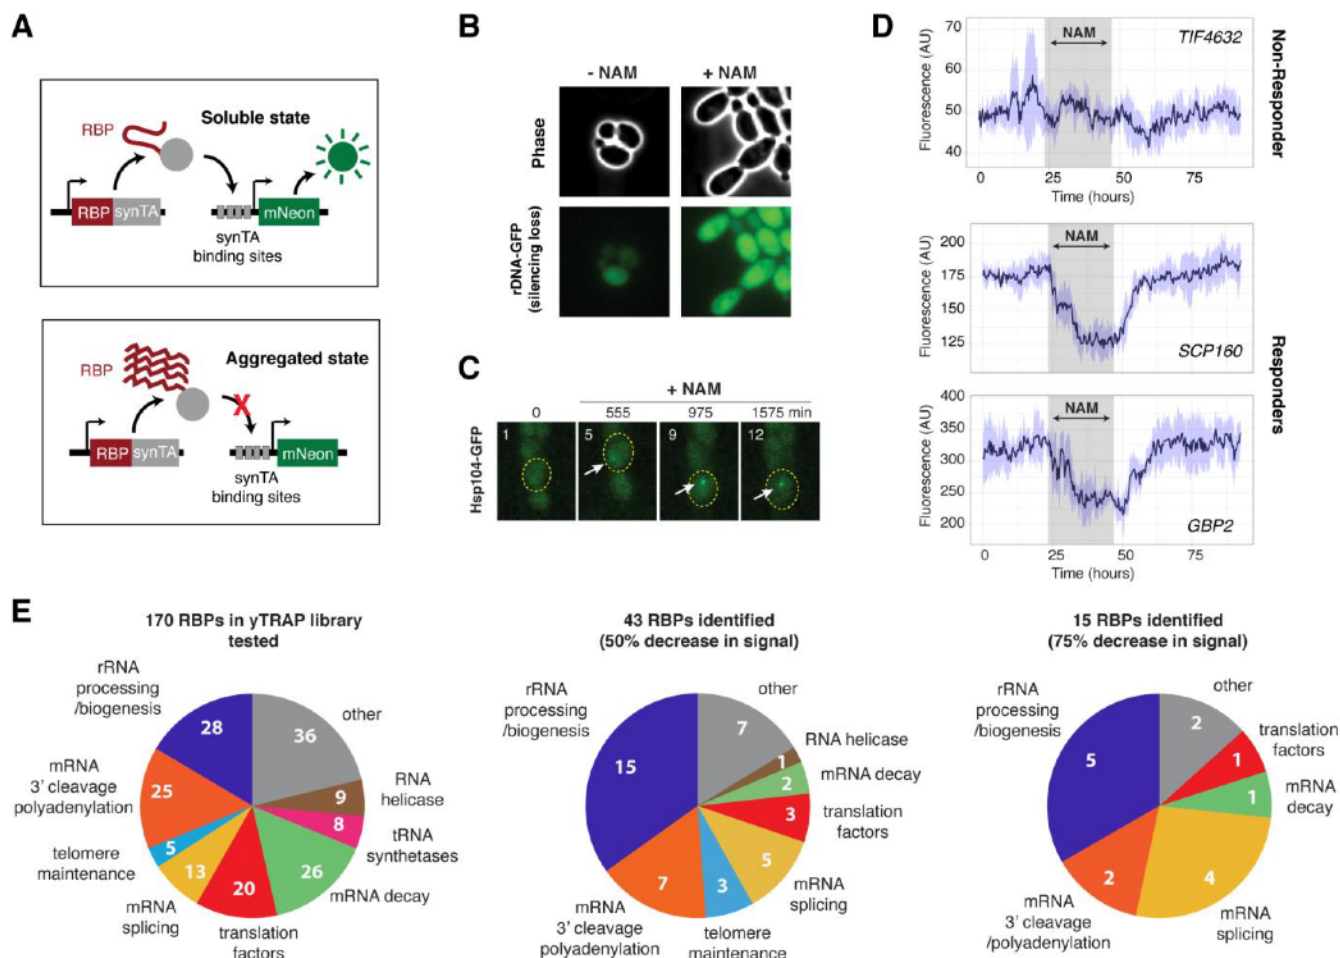 A
RBP
Soluble state
RBP
synTA
mNeon
synTA
binding sites
RBP
Aggregated state
X
RBP
synTA
mNeon
synTA
binding sites
B
- NAM
+ NAM
Phase
rDNA-GFP
(silencing loss)
C
+ NAM
0
555
975
1575 min
Hsp104-GFP
1
5
9
12
D
Fluorescence (AU)
70
60
50
40
NAM
TIF4632
0
25
50
75
Time (hours)
Non-Responder
Fluorescence (AU)
200
175
150
125
NAM
SCP160
Responders
Fluorescence (AU)
400
350
300
250
200
NAM
GBP2
0
25
50
75
Time (hours)
E
170 RBPs in yTRAP library
tested
rRNA
processing
/biogenesis
28
other
36
mRNA
3' cleavage
polyadenylation
25
RNA
helicase
9
tRNA
synthetases
8
telomere
maintenance
5
mRNA
splicing
13
translation
factors
20
mRNA decay
26
43 RBPs identified
(50% decrease in signal)
rRNA
processing
/biogenesis
15
other
7
RNA helicase
1
mRNA decay
2
translation
factors
3
mRNA
splicing
5
telomere
maintenance
3
mRNA
3' cleavage
polyadenylation
7
15 RBPs identified
(75% decrease in signal)
rRNA
processing
/biogenesis
5
other
2
translation
factors
1
mRNA
decay
1
mRNA
splicing
4
mRNA
3' cleavage
/polyadenylation
2